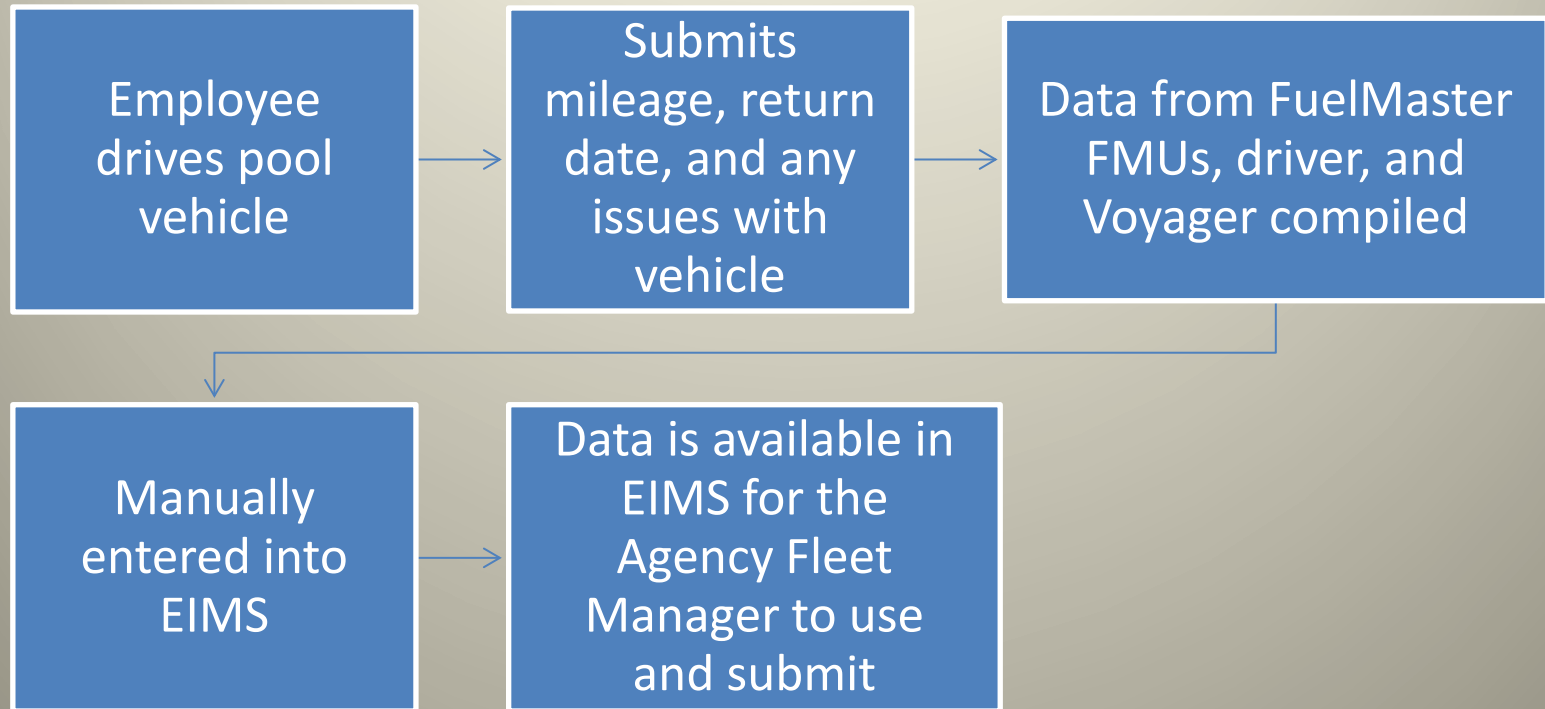 Employee
drives pool
vehicle
Submits
mileage, return
date, and any
issues with
vehicle
Data from FuelMaster
FMUs, driver, and
Voyager compiled
Manually
entered into
EIMS
Data is available in
EIMS for the
Agency Fleet
Manager to use
and submit